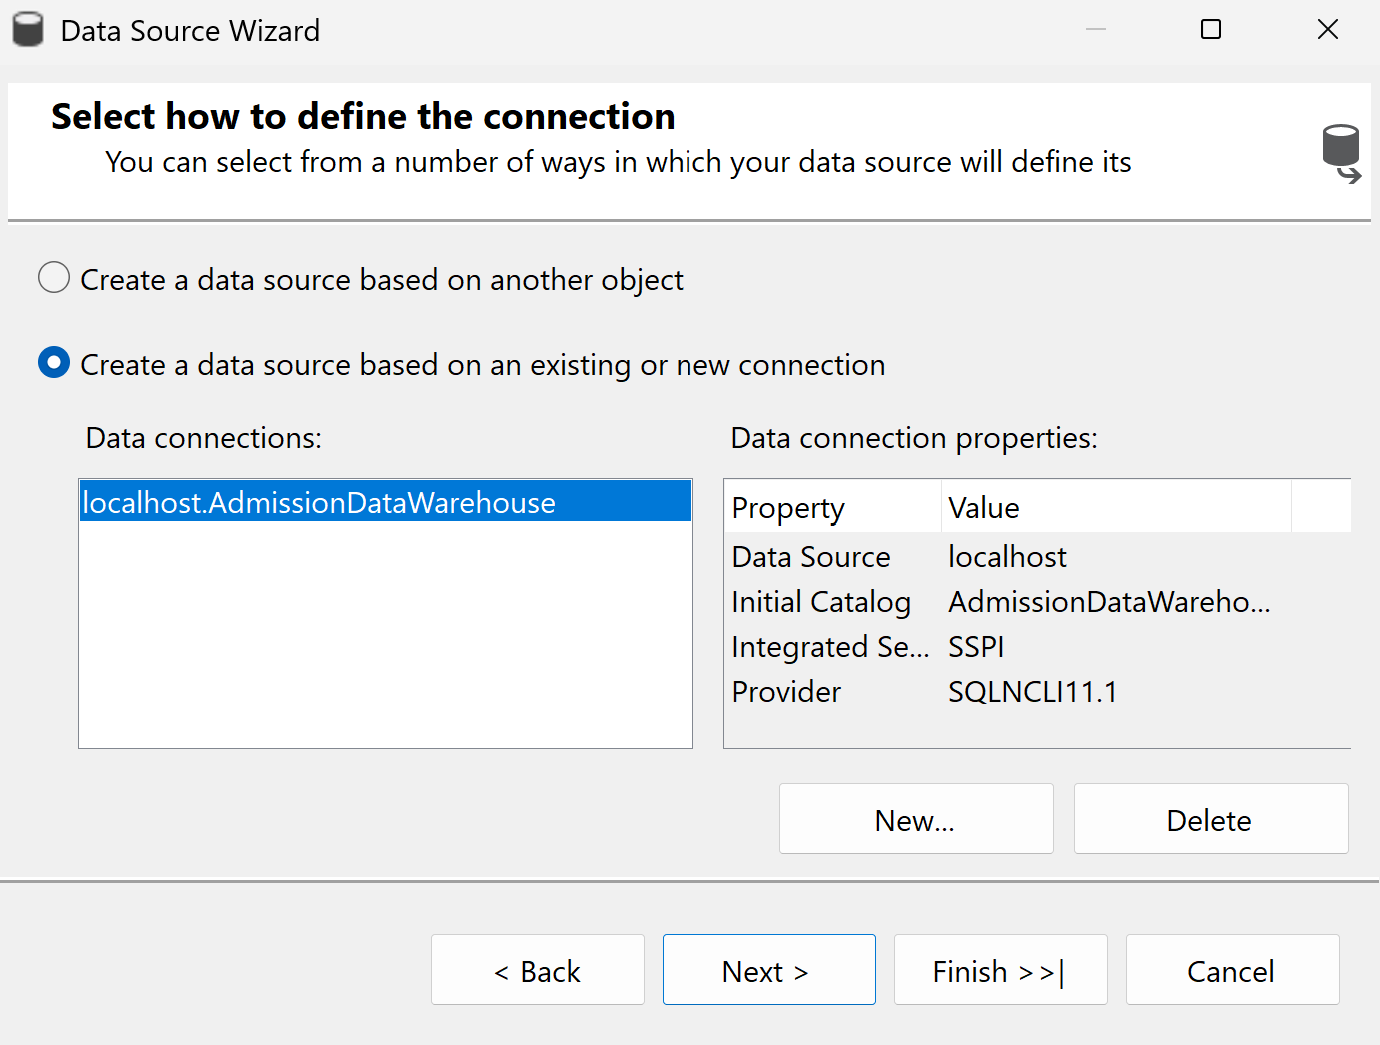 Data Source Wizard
Select how to define the connection
You can select from a number of ways in which your data source will define its
Create a data source based on another object
Create a data source based on an existing or new connection
Data connections:
Data connection properties:
localhost.AdmissionDataWarehouse
Property Value
Data Source localhost
Initial Catalog AdmissionDataWareho...
Integrated Se... SSPI
Provider SQLNCLI11.1
New... Delete
< Back Next > Finish >>| Cancel